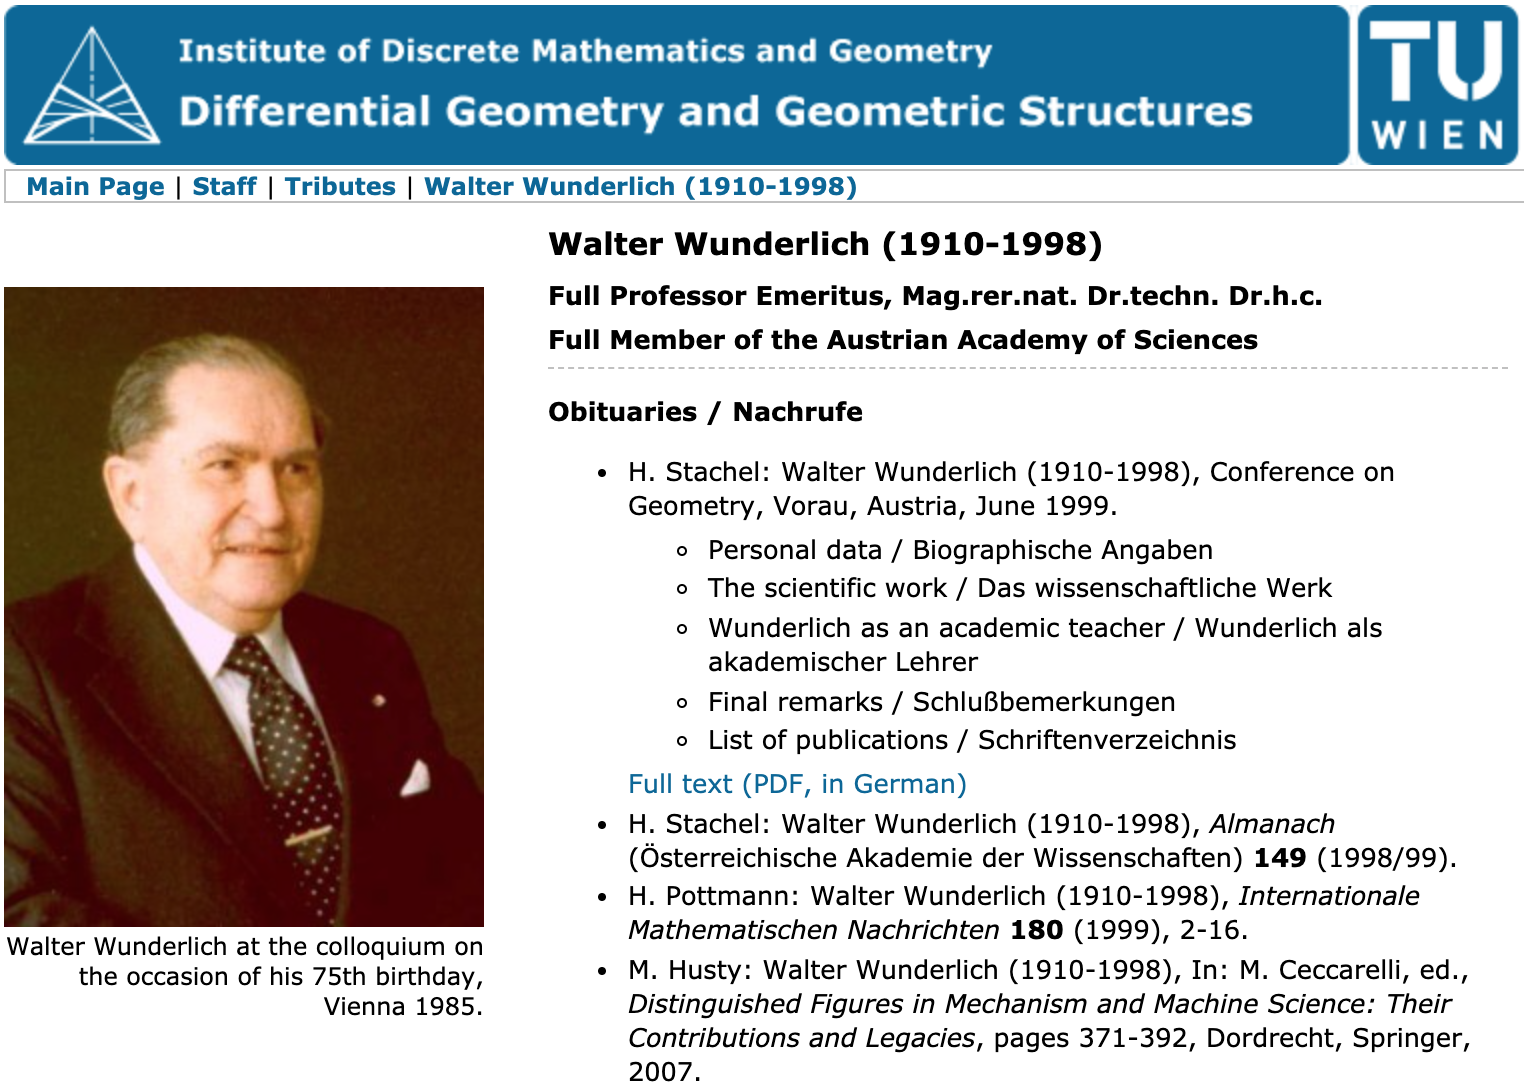 Institute of Discrete Mathematics and Geometry
Differential Geometry and Geometric Structures
TU
WIEN
Main Page | Staff | Tributes | Walter Wunderlich (1910-1998)
Walter Wunderlich (1910-1998)
Full Professor Emeritus, Mag.rer.nat. Dr.techn. Dr.h.c.
Full Member of the Austrian Academy of Sciences
Obituaries / Nachrufe
• H. Stachel: Walter Wunderlich (1910-1998), Conference on
Geometry, Vorau, Austria, June 1999.
◦ Personal data / Biographische Angaben
◦ The scientific work / Das wissenschaftliche Werk
◦ Wunderlich as an academic teacher / Wunderlich als
akademischer Lehrer
◦ Final remarks / Schlußbemerkungen
◦ List of publications / Schriftenverzeichnis
Full text (PDF, in German)
• H. Stachel: Walter Wunderlich (1910-1998), Almanach
(Österreichische Akademie der Wissenschaften) 149 (1998/99).
• H. Pottmann: Walter Wunderlich (1910-1998), Internationale
Mathematischen Nachrichten 180 (1999), 2-16.
• M. Husty: Walter Wunderlich (1910-1998), In: M. Ceccarelli, ed.,
Distinguished Figures in Mechanism and Machine Science: Their
Contributions and Legacies, pages 371-392, Dordrecht, Springer,
2007.
Walter Wunderlich at the colloquium on
the occasion of his 75th birthday,
Vienna 1985.